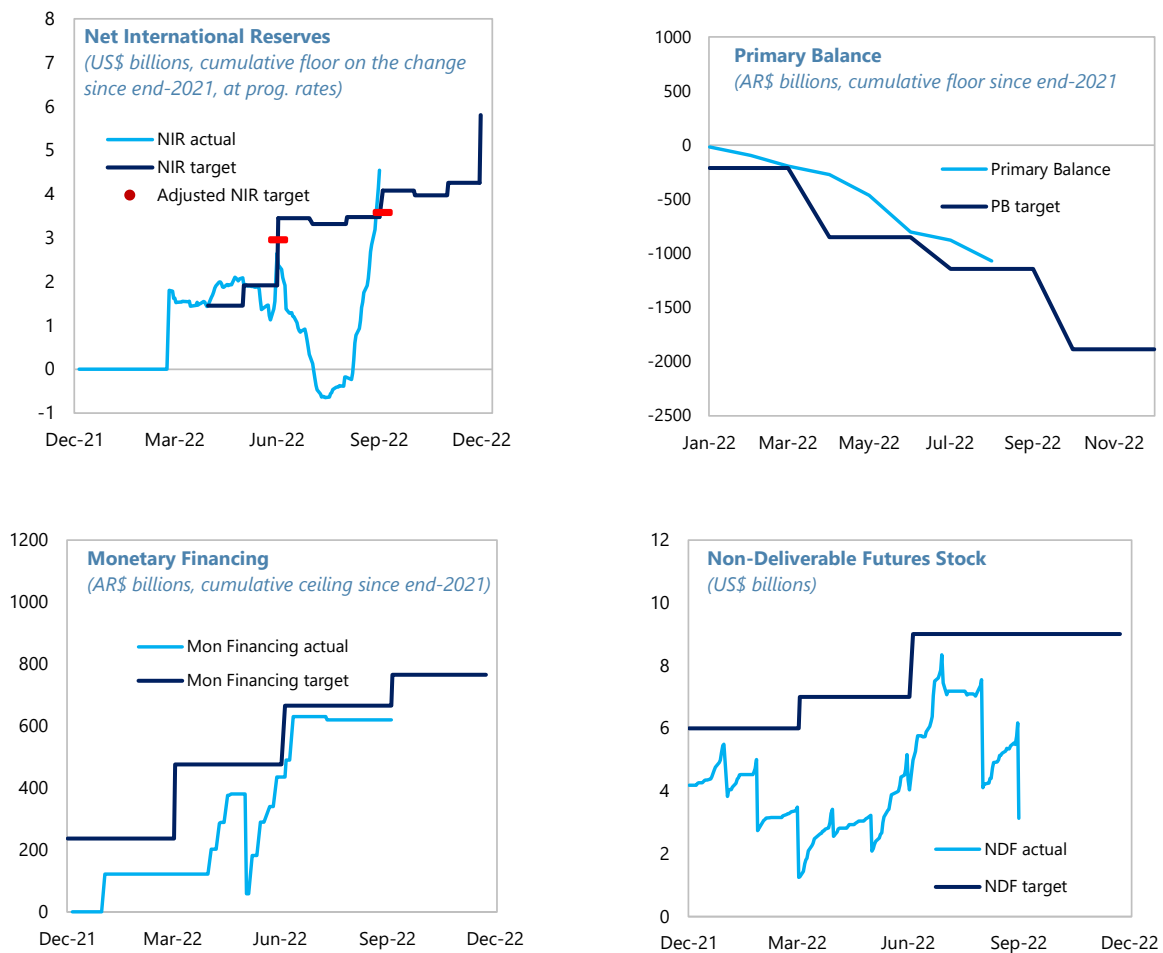 Net International Reserves
(US$ billions, cumulative floor on the change
since end-2021, at prog. rates)
NIR actual
NIR target
Adjusted NIR target
8
7
6
5
4
3
2
1
0
-1
Dec-21 Mar-22 Jun-22 Sep-22 Dec-22
Primary Balance
(AR$ billions, cumulative floor since end-2021
Primary Balance
PB target
1000
500
0
-500
-1000
-1500
-2000
-2500
Jan-22 Mar-22 May-22 Jul-22 Sep-22 Nov-22
Monetary Financing
(AR$ billions, cumulative ceiling since end-2021)
Mon Financing actual
Mon Financing target
1200
1000
800
600
400
200
0
Dec-21 Mar-22 Jun-22 Sep-22 Dec-22
Non-Deliverable Futures Stock
(US$ billions)
NDF actual
NDF target
12
10
8
6
4
2
0
Dec-21 Mar-22 Jun-22 Sep-22 Dec-22